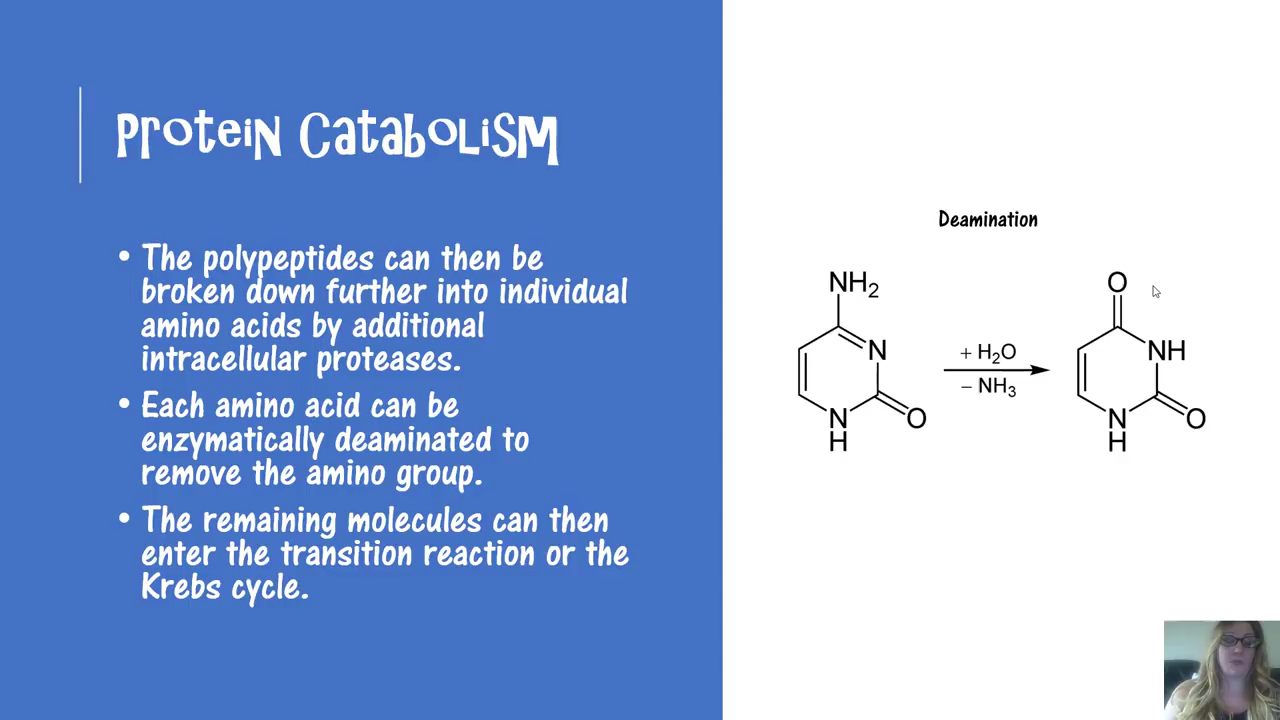 Protein Catabolism
• The polypeptides can then be
broken down further into individual
amino acids by additional
intracellular proteases.
• Each amino acid can be
enzymatically deaminated to
remove the amino group.
• The remaining molecules can then
enter the transition reaction or the
Krebs cycle.
Deamination
NH₂
N
N
H
O
+ H₂O
− NH₃
O
NH
N
H
O